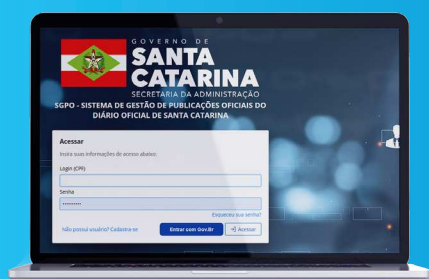 GOVERNO DE
SANTA
CATARINA
SECRETARIA DA ADMINISTRAÇÃO
SGPO - SISTEMA DE GESTÃO DE PUBLICAÇÕES OFICIAIS DO
DIÁRIO OFICIAL DE SANTA CATARINA
Acessar
Insira suas informações de acesso abaixo:
Login (CPF)
Senha
Esqueceu sua senha?
Não possui usuário? Cadastra-se
Entrar com Gov.Br
Acessar